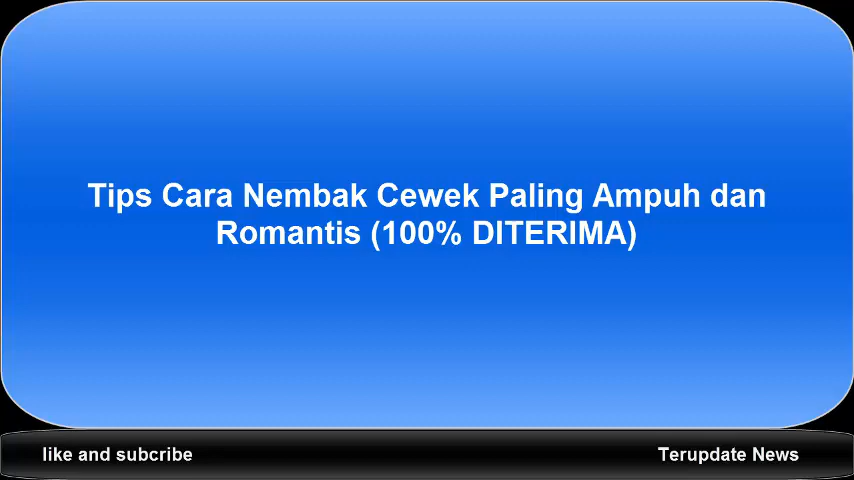 Tips Cara Nembak Cewek Paling Ampuh dan
Romantis (100% DITERIMA)
like and subcribe
Terupdate News